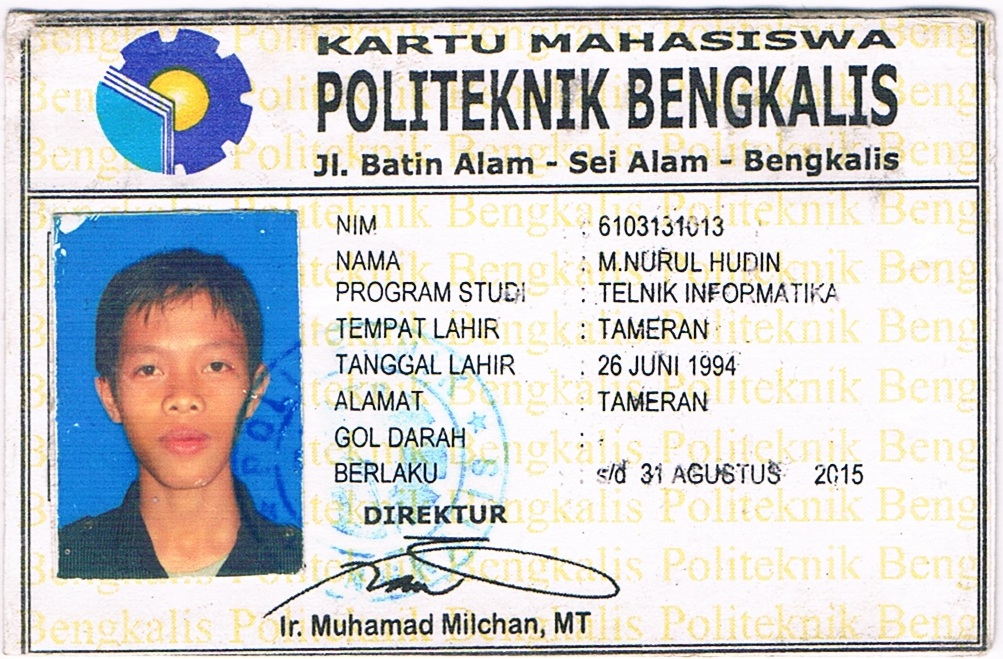 KARTU MAHASISWA
POLITEKNIK BENGKALIS
Jl. Batin Alam - Sei Alam - Bengkalis
NIM : 6103131013
NAMA : M.NURUL HUDIN
PROGRAM STUDI : TELNIK INFORMATIKA
TEMPAT LAHIR : TAMERAN
TANGGAL LAHIR : 26 JUNI 1994
ALAMAT : TAMERAN
GOL DARAH : -
BERLAKU : s/d 31 AGUSTUS 2015
DIREKTUR
Ir. Muhamad Milchan, MT